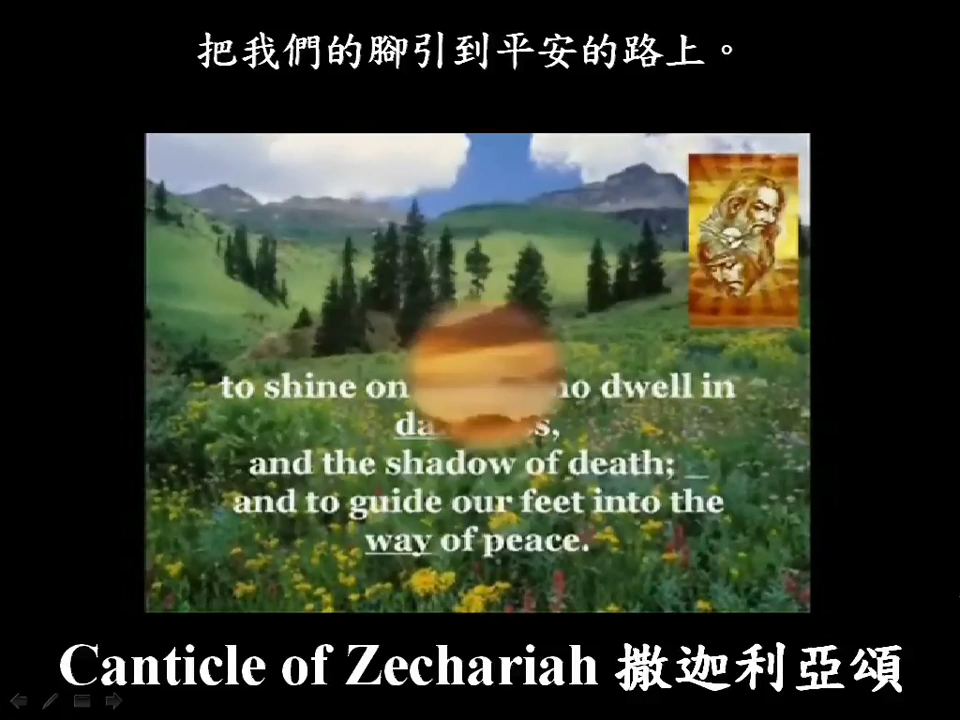 把我們的腳引到平安的路上。
to shine on dwell in
and the shadow of death; _
and to guide our feet into the
way of peace.
Canticle of Zechariah 撒迦利亞頌